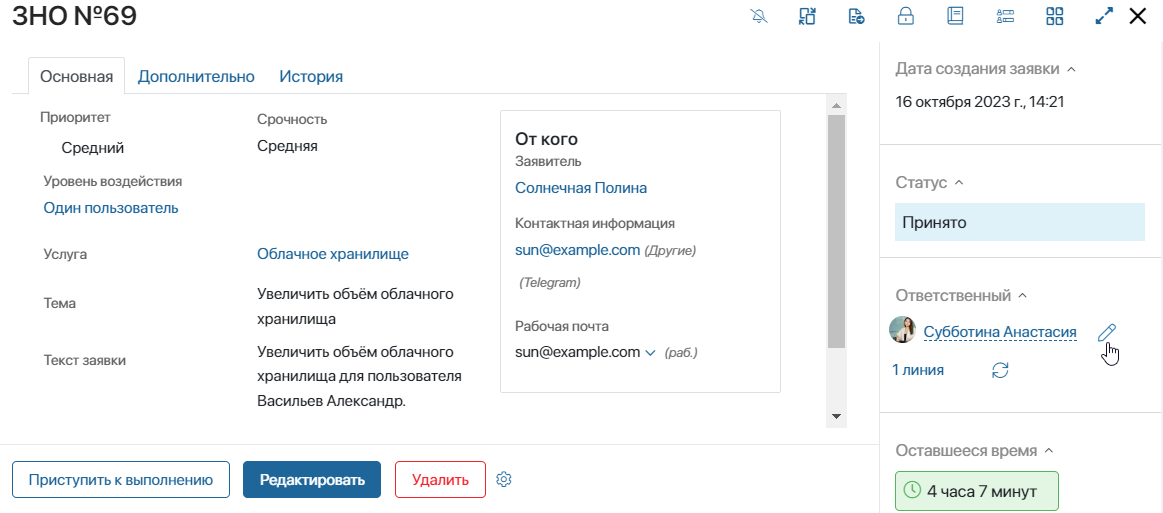 ЗНО №69
Основная
Дополнительно
История
Приоритет
Средний
Срочность
Средняя
Уровень воздействия
Один пользователь
Услуга
Облачное хранилище
Тема
Увеличить объём облачного
хранилища
Текст заявки
Увеличить объём облачного
хранилища для пользователя
Васильев Александр.
От кого
Заявитель
Солнечная Полина
Контактная информация
sun@example.com (Другие)
(Telegram)
Рабочая почта
sun@example.com (раб.)
Приступить к выполнению
Редактировать
Удалить
Дата создания заявки
16 октября 2023 г., 14:21
Статус
Принято
Ответственный
Субботина Анастасия
1 линия
Оставшееся время
4 часа 7 минут